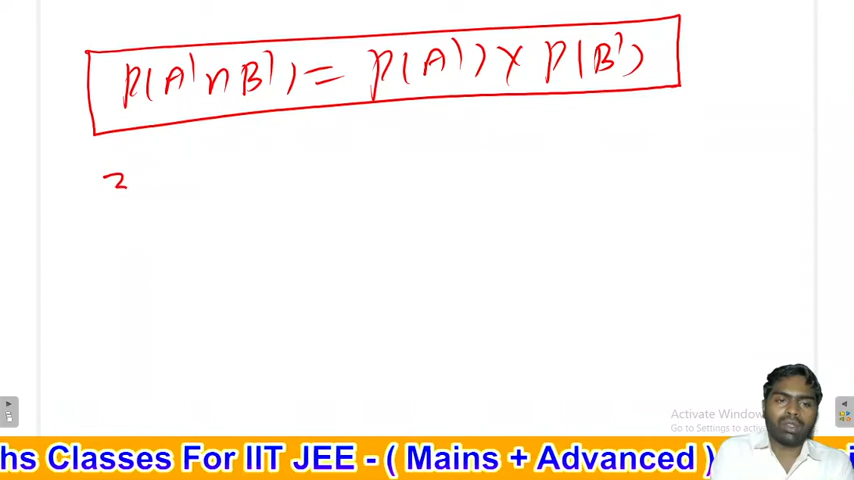 P(A'∩B') = P(A') × P(B')
2
Activate Window
Go to Settings to activ
hs Classes For IIT JEE - ( Mains + Advanced )